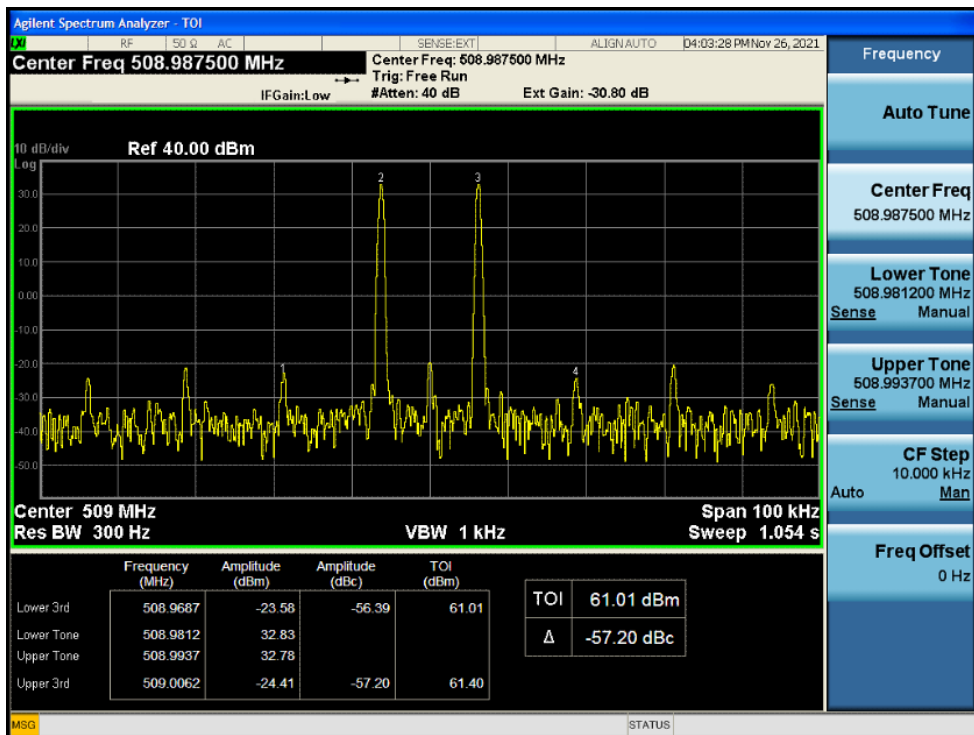 Agilent Spectrum Analyzer - TOI
LXI RF 50 Ω AC SENSE:EXT ALIGNAUTO 04:03:28 PMNov 26, 2021
Center Freq 508.987500 MHz
Center Freq: 508.987500 MHz
Trig: Free Run
IFGain:Low #Atten: 40 dB Ext Gain: -30.80 dB
10 dB/div Ref 40.00 dBm
Log
30.0
20.0
10.0
0.00
-10.0
-20.0
-30.0
-40.0
-50.0
1
2
3
4
Center 509 MHz Span 100 kHz
Res BW 300 Hz VBW 1 kHz Sweep 1.054 s
Frequency Amplitude Amplitude TOI
(MHz) (dBm) (dBc) (dBm)
Lower 3rd 508.9687 -23.58 -56.39 61.01
Lower Tone 508.9812 32.83
Upper Tone 508.9937 32.78
Upper 3rd 509.0062 -24.41 -57.20 61.40
TOI 61.01 dBm
Δ -57.20 dBc
Frequency
Auto Tune
Center Freq
508.987500 MHz
Lower Tone
508.981200 MHz
Sense Manual
Upper Tone
508.993700 MHz
Sense Manual
CF Step
10.000 kHz
Auto Man
Freq Offset
0 Hz
MSG STATUS